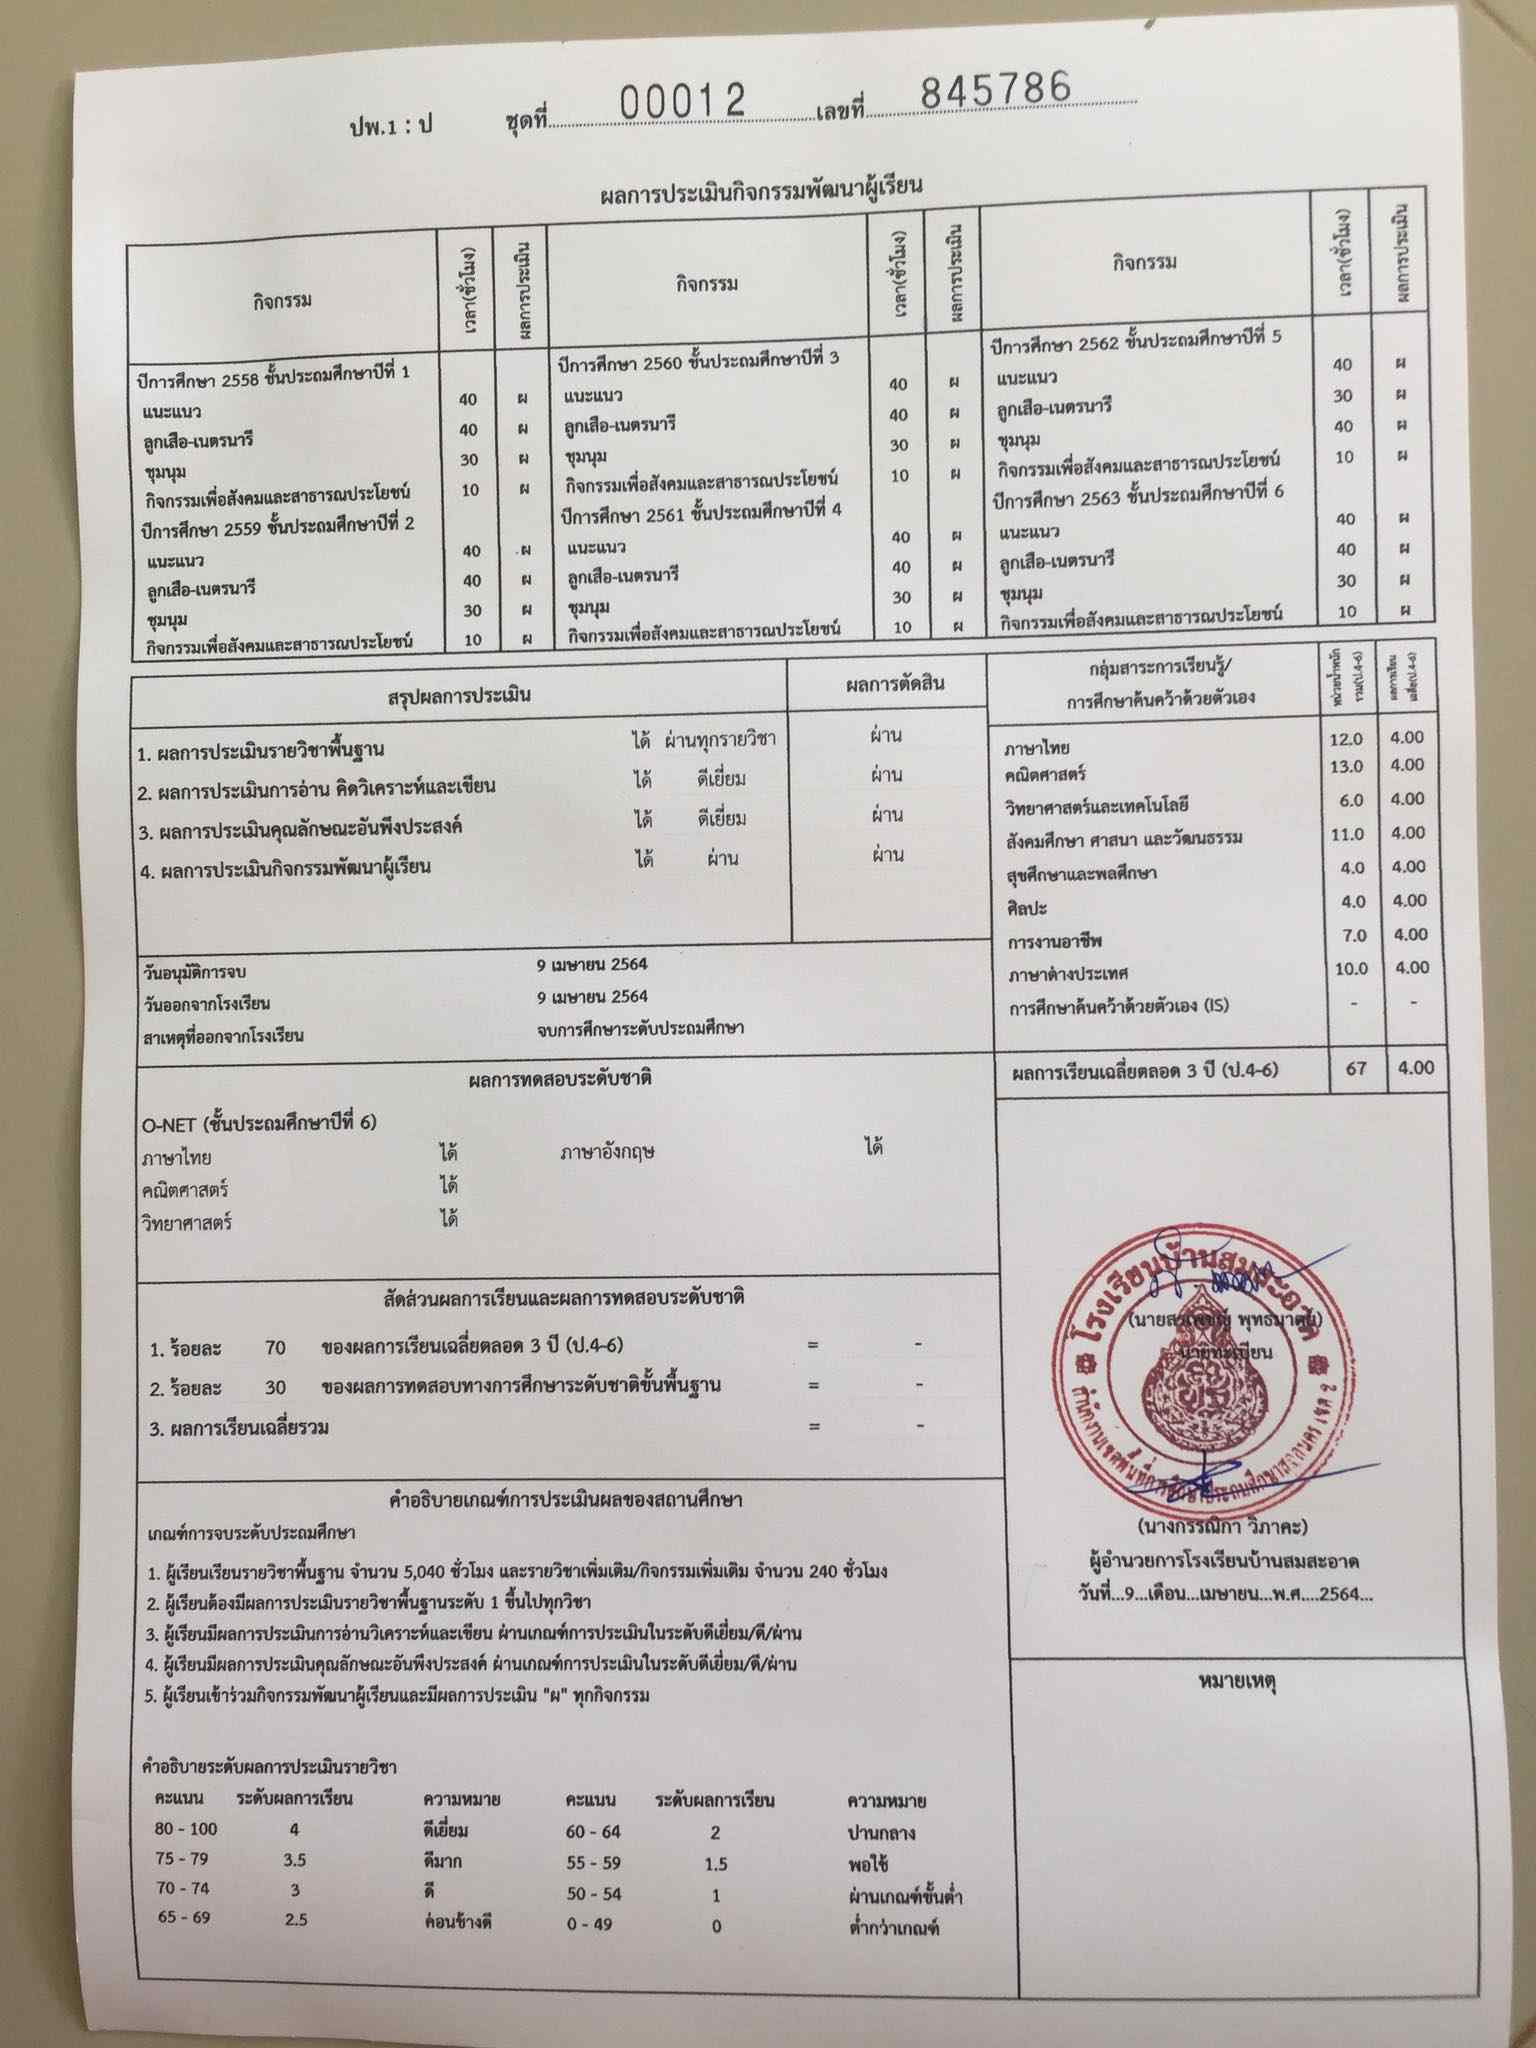 ปพ.1 : ป ชุดที่ 00012 เลขที่ 845786
ผลการประเมินกิจกรรมพัฒนาผู้เรียน
กิจกรรม เวลา(ชั่วโมง) ผลการประเมิน กิจกรรม เวลา(ชั่วโมง) ผลการประเมิน กิจกรรม เวลา(ชั่วโมง) ผลการประเมิน
ปีการศึกษา 2558 ชั้นประถมศึกษาปีที่ 1
แนะแนว 40 ผ
ลูกเสือ-เนตรนารี 40 ผ
ชุมนุม 30 ผ
กิจกรรมเพื่อสังคมและสาธารณประโยชน์ 10 ผ
ปีการศึกษา 2559 ชั้นประถมศึกษาปีที่ 2
แนะแนว 40 ผ
ลูกเสือ-เนตรนารี 40 ผ
ชุมนุม 30 ผ
กิจกรรมเพื่อสังคมและสาธารณประโยชน์ 10 ผ
ปีการศึกษา 2560 ชั้นประถมศึกษาปีที่ 3
แนะแนว 40 ผ
ลูกเสือ-เนตรนารี 40 ผ
ชุมนุม 30 ผ
กิจกรรมเพื่อสังคมและสาธารณประโยชน์ 10 ผ
ปีการศึกษา 2561 ชั้นประถมศึกษาปีที่ 4
แนะแนว 40 ผ
ลูกเสือ-เนตรนารี 40 ผ
ชุมนุม 30 ผ
กิจกรรมเพื่อสังคมและสาธารณประโยชน์ 10 ผ
ปีการศึกษา 2562 ชั้นประถมศึกษาปีที่ 5
แนะแนว 40 ผ
ลูกเสือ-เนตรนารี 30 ผ
ชุมนุม 40 ผ
กิจกรรมเพื่อสังคมและสาธารณประโยชน์ 10 ผ
ปีการศึกษา 2563 ชั้นประถมศึกษาปีที่ 6
แนะแนว 40 ผ
ลูกเสือ-เนตรนารี 40 ผ
ชุมนุม 30 ผ
กิจกรรมเพื่อสังคมและสาธารณประโยชน์ 10 ผ
สรุปผลการประเมิน ผลการตัดสิน
1. ผลการประเมินรายวิชาพื้นฐาน ได้ ผ่านทุกรายวิชา ผ่าน
2. ผลการประเมินการอ่าน คิดวิเคราะห์และเขียน ได้ ดีเยี่ยม ผ่าน
3. ผลการประเมินคุณลักษณะอันพึงประสงค์ ได้ ดีเยี่ยม ผ่าน
4. ผลการประเมินกิจกรรมพัฒนาผู้เรียน ได้ ผ่าน ผ่าน
วันอนุมัติการจบ 9 เมษายน 2564
วันออกจากโรงเรียน 9 เมษายน 2564
สาเหตุที่ออกจากโรงเรียน จบการศึกษาระดับประถมศึกษา
กลุ่มสาระการเรียนรู้/ หน่วยน้ำหนัก ผลการเรียน
การศึกษาค้นคว้าด้วยตัวเอง รวม(ป.4-6) เฉลี่ย(ป.4-6)
ภาษาไทย 12.0 4.00
คณิตศาสตร์ 13.0 4.00
วิทยาศาสตร์และเทคโนโลยี 6.0 4.00
สังคมศึกษา ศาสนา และวัฒนธรรม 11.0 4.00
สุขศึกษาและพลศึกษา 4.0 4.00
ศิลปะ 4.0 4.00
การงานอาชีพ 7.0 4.00
ภาษาต่างประเทศ 10.0 4.00
การศึกษาค้นคว้าด้วยตัวเอง (IS) - -
ผลการเรียนเฉลี่ยตลอด 3 ปี (ป.4-6) 67 4.00
ผลการทดสอบระดับชาติ
O-NET (ชั้นประถมศึกษาปีที่ 6)
ภาษาไทย ได้ ภาษาอังกฤษ ได้
คณิตศาสตร์ ได้
วิทยาศาสตร์ ได้
สัดส่วนผลการเรียนและผลการทดสอบระดับชาติ
1. ร้อยละ 70 ของผลการเรียนเฉลี่ยตลอด 3 ปี (ป.4-6) = -
2. ร้อยละ 30 ของผลการทดสอบทางการศึกษาระดับชาติขั้นพื้นฐาน = -
3. ผลการเรียนเฉลี่ยรวม = -
โรงเรียนบ้านสมสะอาด
สำนักงานเขตพื้นที่การศึกษาประถมศึกษาสกลนคร เขต 2
พุทธมาตย์)
นายทะเบียน
(นางกรรณิกา วิภาคะ)
ผู้อำนวยการโรงเรียนบ้านสมสะอาด
วันที่...9...เดือน...เมษายน...พ.ศ....2564...
หมายเหตุ
คำอธิบายเกณฑ์การประเมินผลของสถานศึกษา
เกณฑ์การจบระดับประถมศึกษา
1. ผู้เรียนเรียนรายวิชาพื้นฐาน จำนวน 5,040 ชั่วโมง และรายวิชาเพิ่มเติม/กิจกรรมเพิ่มเติม จำนวน 240 ชั่วโมง
2. ผู้เรียนต้องมีผลการประเมินรายวิชาพื้นฐานระดับ 1 ขึ้นไปทุกวิชา
3. ผู้เรียนมีผลการประเมินการอ่านวิเคราะห์และเขียน ผ่านเกณฑ์การประเมินในระดับดีเยี่ยม/ดี/ผ่าน
4. ผู้เรียนมีผลการประเมินคุณลักษณะอันพึงประสงค์ ผ่านเกณฑ์การประเมินในระดับดีเยี่ยม/ดี/ผ่าน
5. ผู้เรียนเข้าร่วมกิจกรรมพัฒนาผู้เรียนและมีผลการประเมิน "ผ" ทุกกิจกรรม
คำอธิบายระดับผลการประเมินรายวิชา
คะแนน ระดับผลการเรียน ความหมาย คะแนน ระดับผลการเรียน ความหมาย
80 - 100 4 ดีเยี่ยม 60 - 64 2 ปานกลาง
75 - 79 3.5 ดีมาก 55 - 59 1.5 พอใช้
70 - 74 3 ดี 50 - 54 1 ผ่านเกณฑ์ขั้นต่ำ
65 - 69 2.5 ค่อนข้างดี 0 - 49 0 ต่ำกว่าเกณฑ์